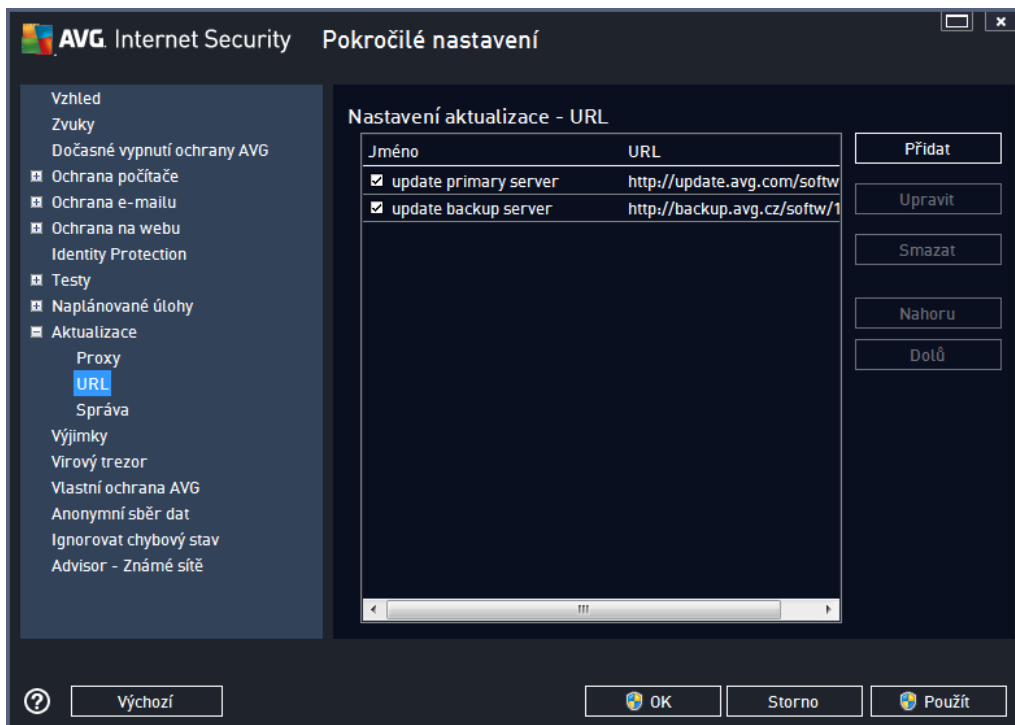 AVG. Internet Security Pokročilé nastavení
Vzhled
Zvuky
Dočasné vypnutí ochrany AVG
Ochrana počítače
Ochrana e-mailu
Ochrana na webu
Identity Protection
Testy
Naplánované úlohy
Aktualizace
Proxy
URL
Správa
Výjimky
Virový trezor
Vlastní ochrana AVG
Anonymní sběr dat
Ignorovat chybový stav
Advisor - Známé sítě
Nastavení aktualizace - URL
Jméno URL
update primary server http://update.avg.com/softw
update backup server http://backup.avg.cz/softw/1
Přidat
Upravit
Smazat
Nahoru
Dolů
Výchozí
OK
Storno
Použít